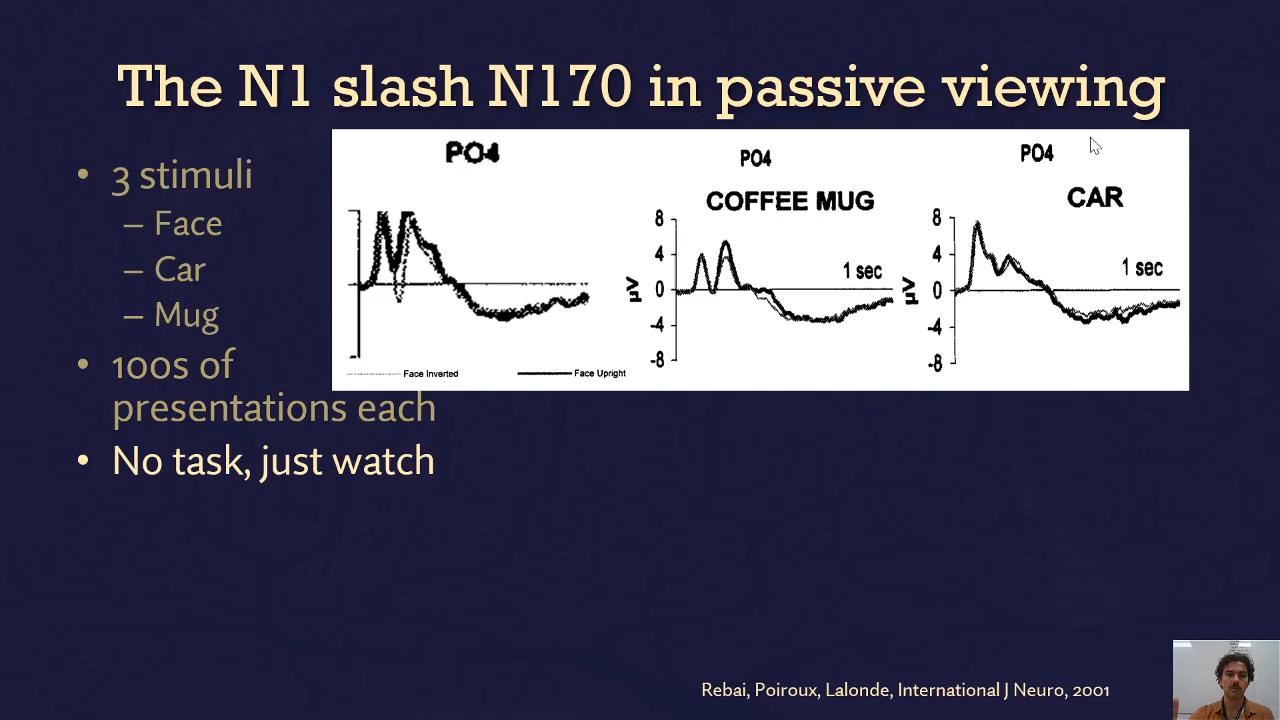 The N1 slash N170 in passive viewing
• 3 stimuli
– Face
– Car
– Mug
• 100s of
presentations each
• No task, just watch
PO4
Face Inverted
Face Upright
PO4
COFFEE MUG
8
4
0
-4
-8
µV
1 sec
PO4
CAR
8
4
0
-4
-8
µV
1 sec
Rebai, Poiroux, Lalonde, International J Neuro, 2001